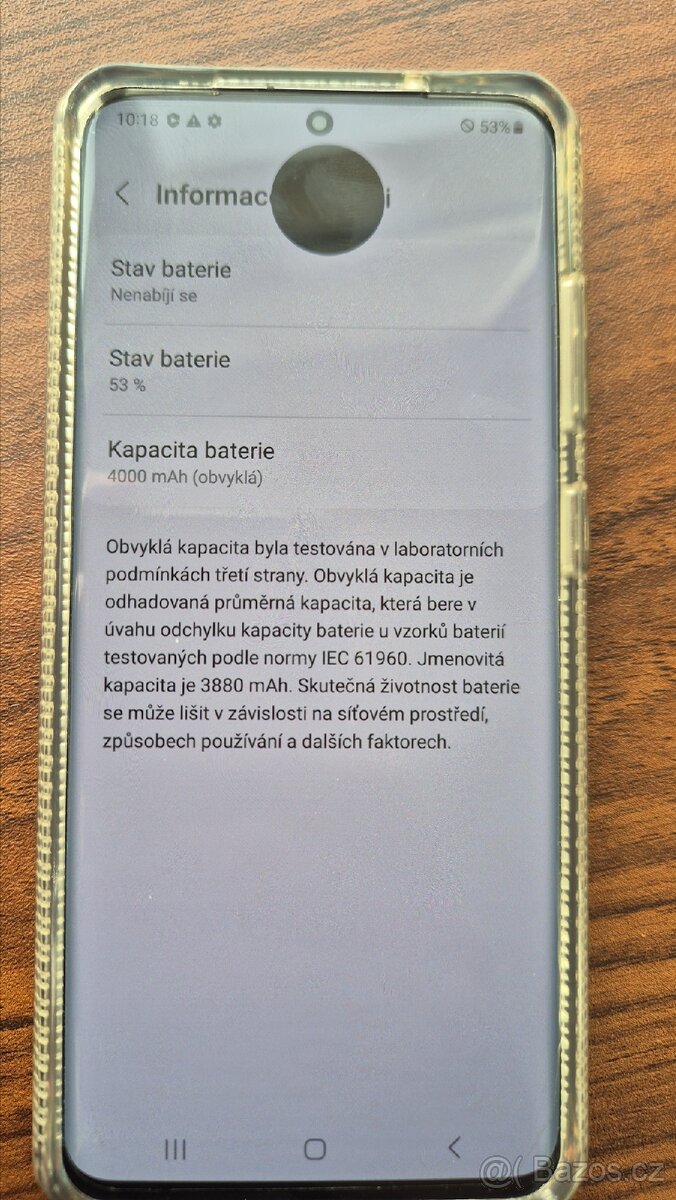 10:18
53%
Stav baterie
Nenabíjí se
Stav baterie
53 %
Kapacita baterie
4000 mAh (obvyklá)
Obvyklá kapacita byla testována v laboratorních
podmínkách třetí strany. Obvyklá kapacita je
odhadovaná průměrná kapacita, která bere v
úvahu odchylku kapacity baterie u vzorků baterií
testovaných podle normy IEC 61960. Jmenovitá
kapacita je 3880 mAh. Skutečná životnost baterie
se může lišit v závislosti na síťovém prostředí,
způsobech používání a dalších faktorech.
Bazos.cz